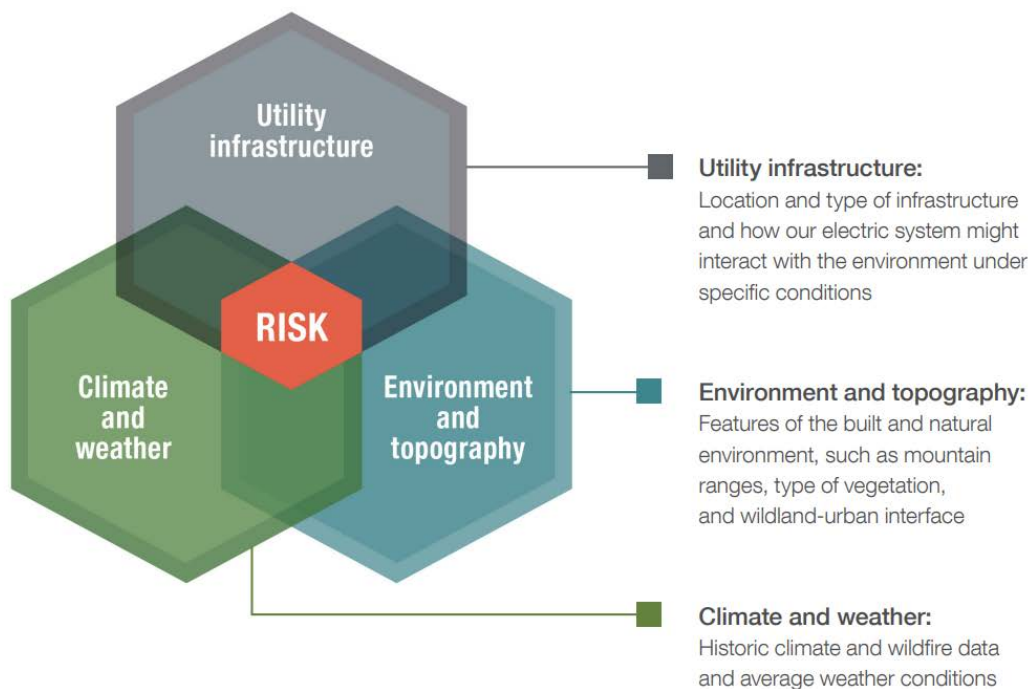 Utility
infrastructure
RISK
Climate
and
weather
Environment
and
topography
Utility infrastructure:
Location and type of infrastructure
and how our electric system might
interact with the environment under
specific conditions
Environment and topography:
Features of the built and natural
environment, such as mountain
ranges, type of vegetation,
and wildland-urban interface
Climate and weather:
Historic climate and wildfire data
and average weather conditions